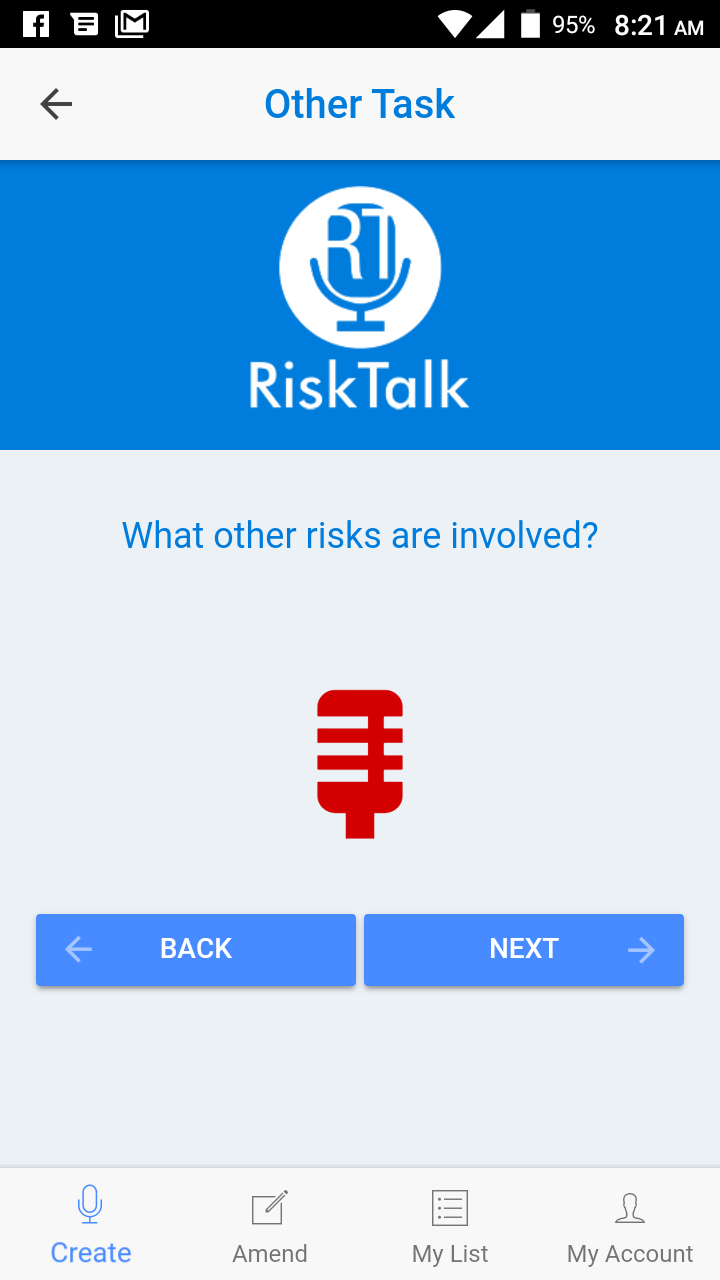 95% 8:21 AM
Other Task
RT
RiskTalk
What other risks are involved?
BACK NEXT
Create Amend My List My Account